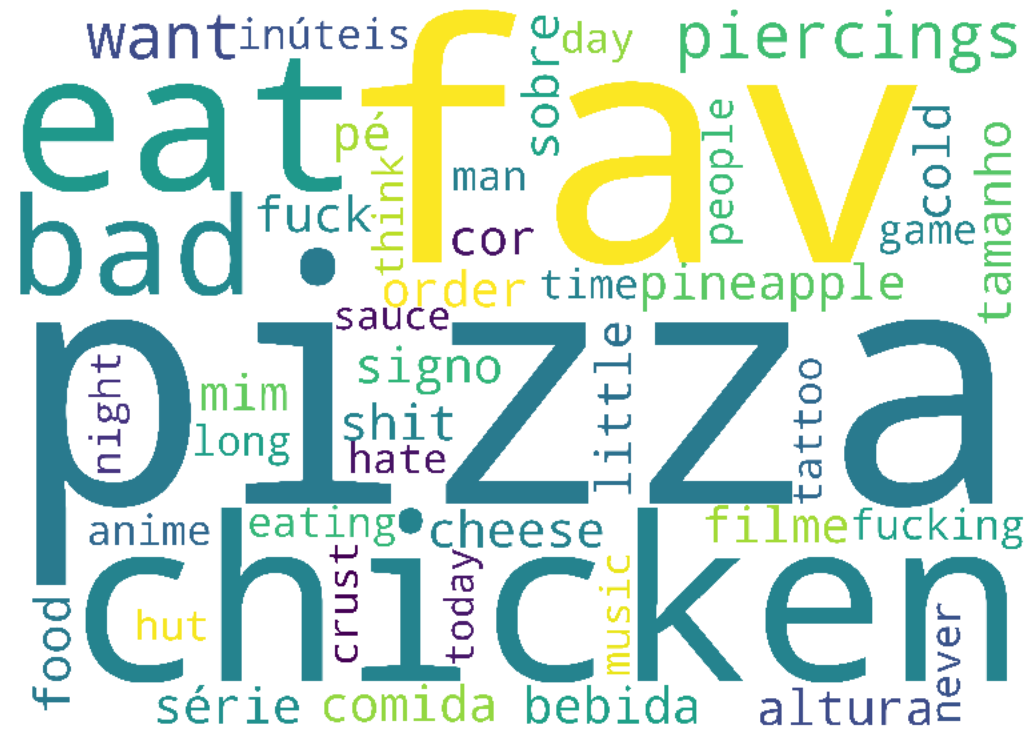 want
inúteis
sobre
day
piercings
eat
fav
pé
think
man
people
cold
tamanho
bad
fuck
cor
game
order
time
pineapple
pizza
sauce
signo
little
night
mim
shit
tattoo
long
hate
anime
eating
cheese
filme
fucking
chicken
crust
today
music
food
hut
never
série
comida
bebida
altura